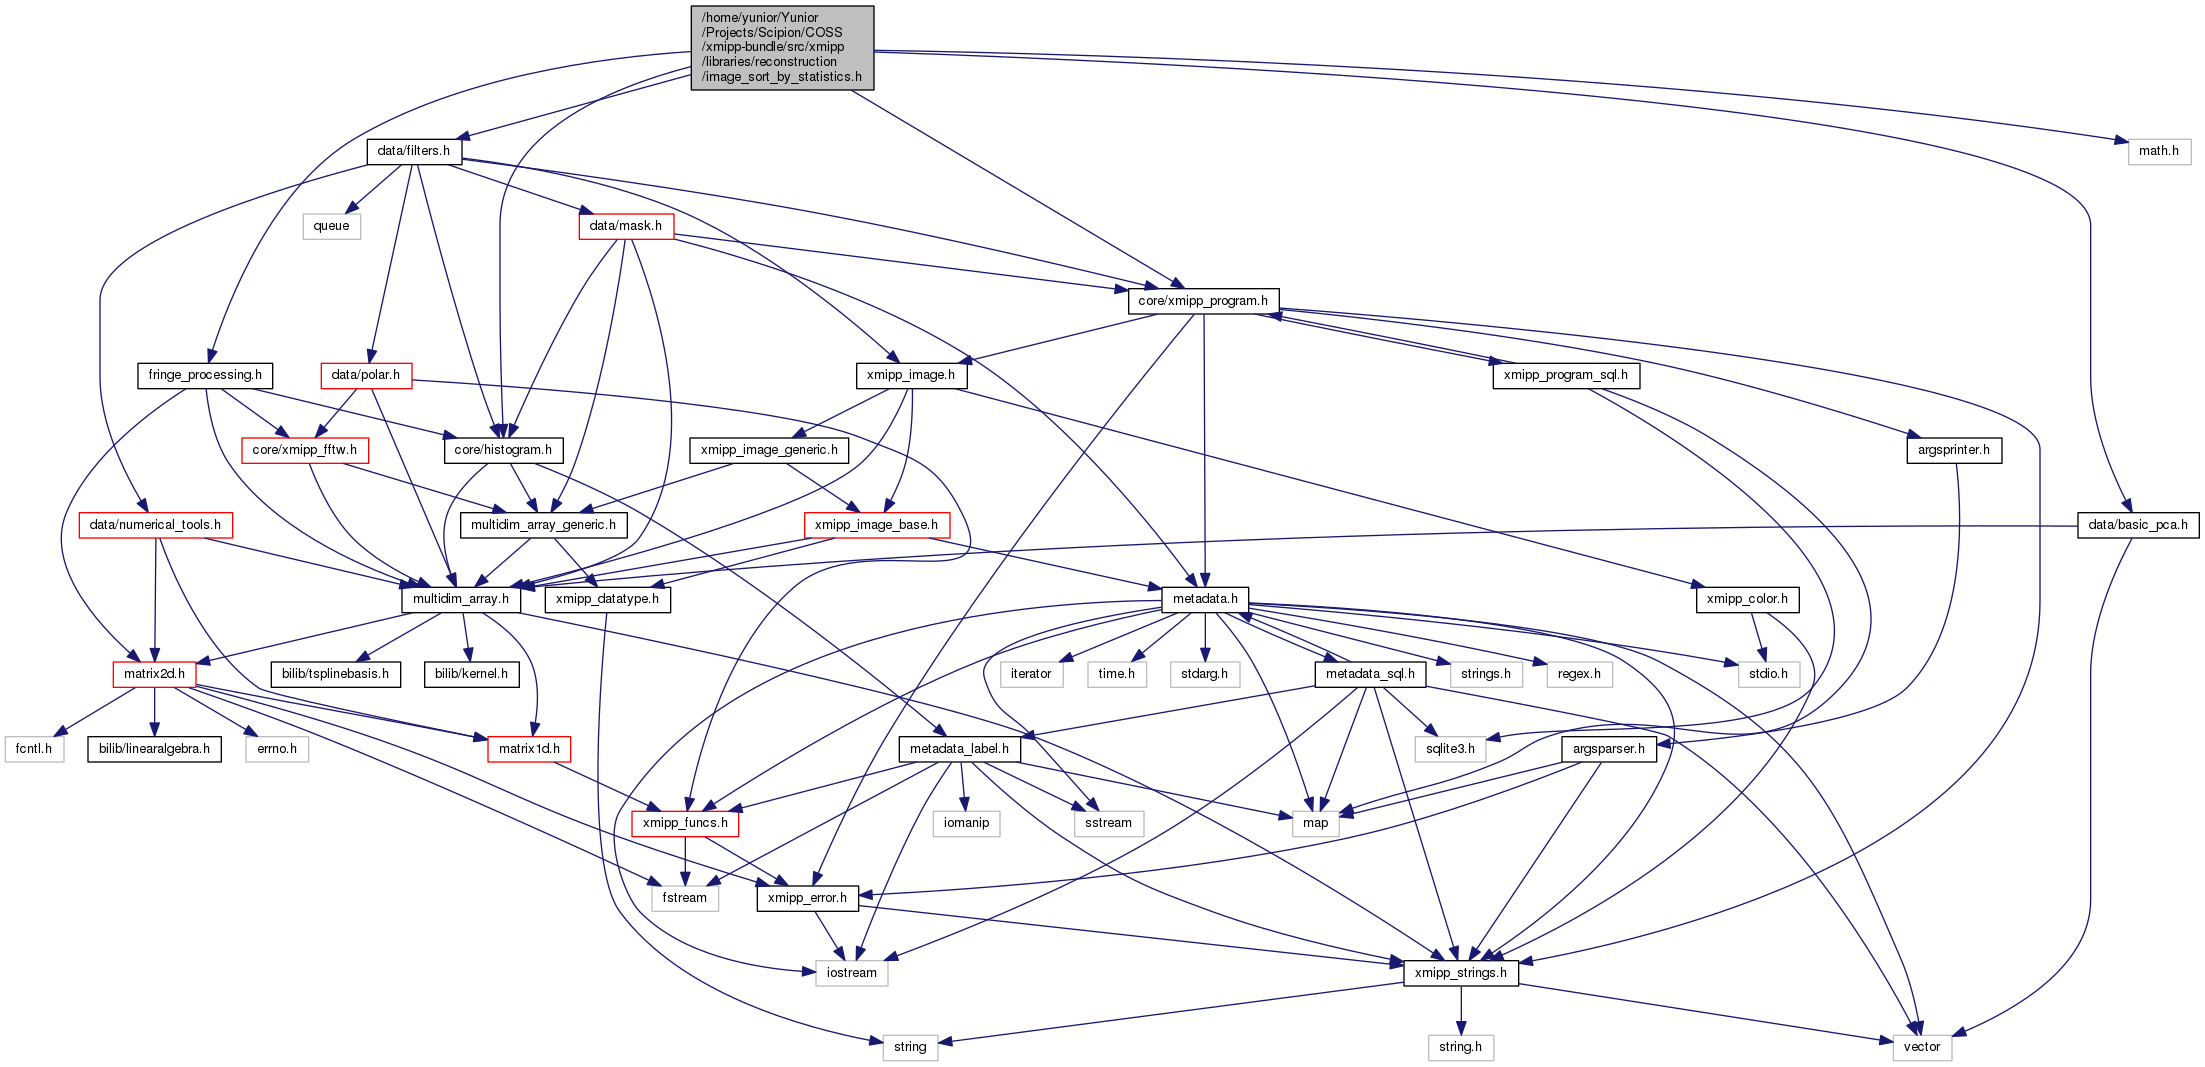 /home/yunior/Yunior
/Projects/Scipion/COSS
/xmipp-bundle/src/xmipp
/libraries/reconstruction
/image_sort_by_statistics.h
data/filters.h
math.h
queue
data/mask.h
core/xmipp_program.h
fringe_processing.h
data/polar.h
xmipp_image.h
xmipp_program_sql.h
core/xmipp_fftw.h
core/histogram.h
xmipp_image_generic.h
argsprinter.h
data/numerical_tools.h
multidim_array_generic.h
xmipp_image_base.h
data/basic_pca.h
multidim_array.h
xmipp_datatype.h
metadata.h
xmipp_color.h
matrix2d.h
bilib/tsplinebasis.h
bilib/kernel.h
iterator
time.h
stdarg.h
metadata_sql.h
strings.h
regex.h
stdio.h
fcntl.h
bilib/linearalgebra.h
errno.h
matrix1d.h
metadata_label.h
sqlite3.h
argsparser.h
xmipp_funcs.h
iomanip
sstream
map
fstream
xmipp_error.h
iostream
xmipp_strings.h
string
string.h
vector